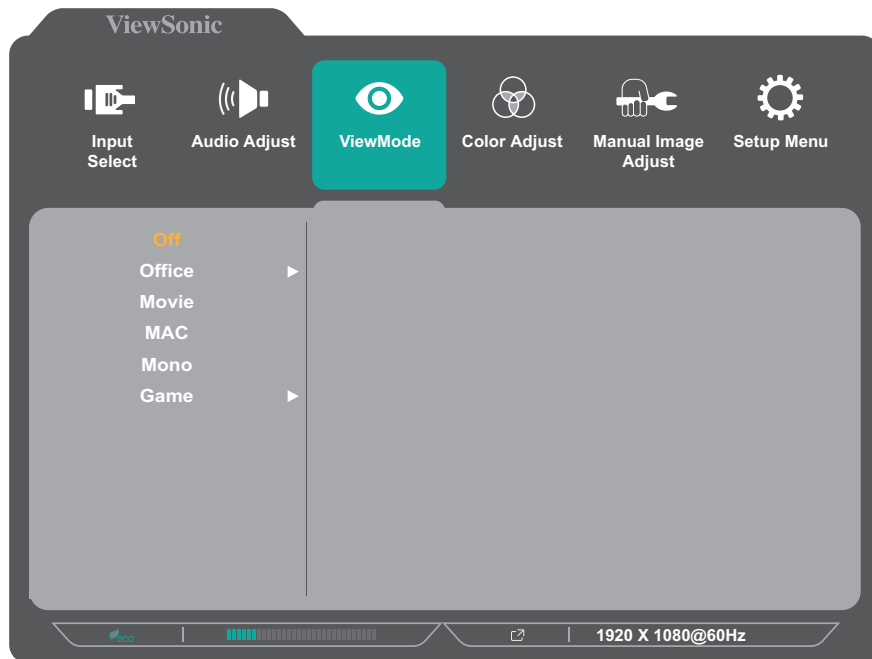 ViewSonic
Input Select
Audio Adjust
ViewMode
Color Adjust
Manual Image Adjust
Setup Menu
Off
Office
Movie
MAC
Mono
Game
eco
1920 X 1080@60Hz